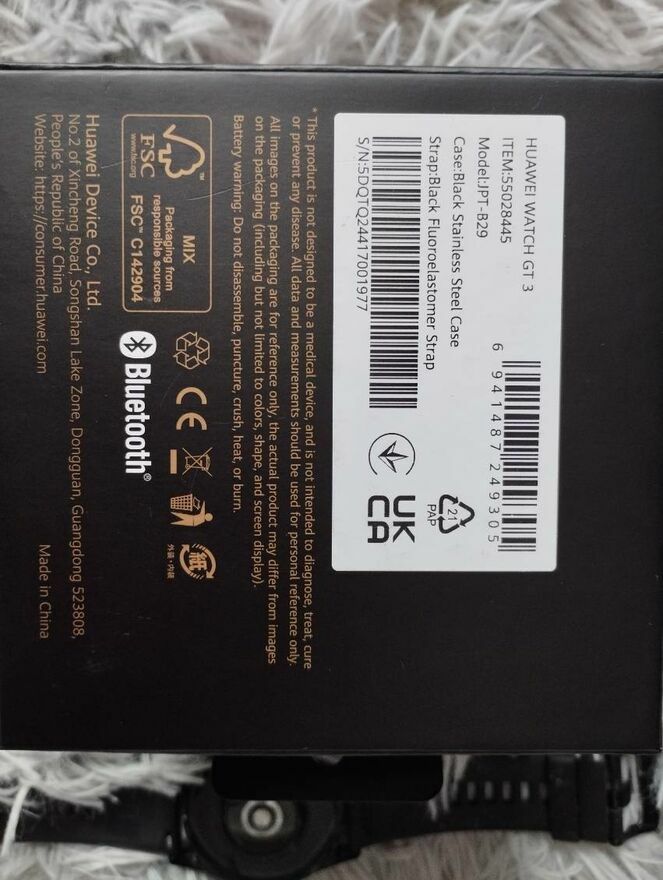 HUAWEI WATCH GT 3
ITEM:55028445
Model:JPT-B29
6 941487 249305
Case:Black Stainless Steel Case
Strap:Black Fluoroelastomer Strap
S/N:5DQTQ24417001977
21
PAP
UK
CA
* This product is not designed to be a medical device, and is not intended to diagnose, treat, cure
or prevent any disease. All data and measurements should be used for personal reference only.
All images on the packaging are for reference only, the actual product may differ from images
on the packaging (including but not limited to colors, shape, and screen display).
Battery warning: Do not disassemble, puncture, crush, heat, or burn.
FSC
www.fsc.org
MIX
Packaging from
responsible sources
FSC™ C142904
CE
紙
外装・内装
Bluetooth®
Huawei Device Co., Ltd.
No.2 of Xincheng Road, Songshan Lake Zone, Dongguan, Guangdong 523808,
People's Republic of China
Website: https://consumer.huawei.com
Made in China